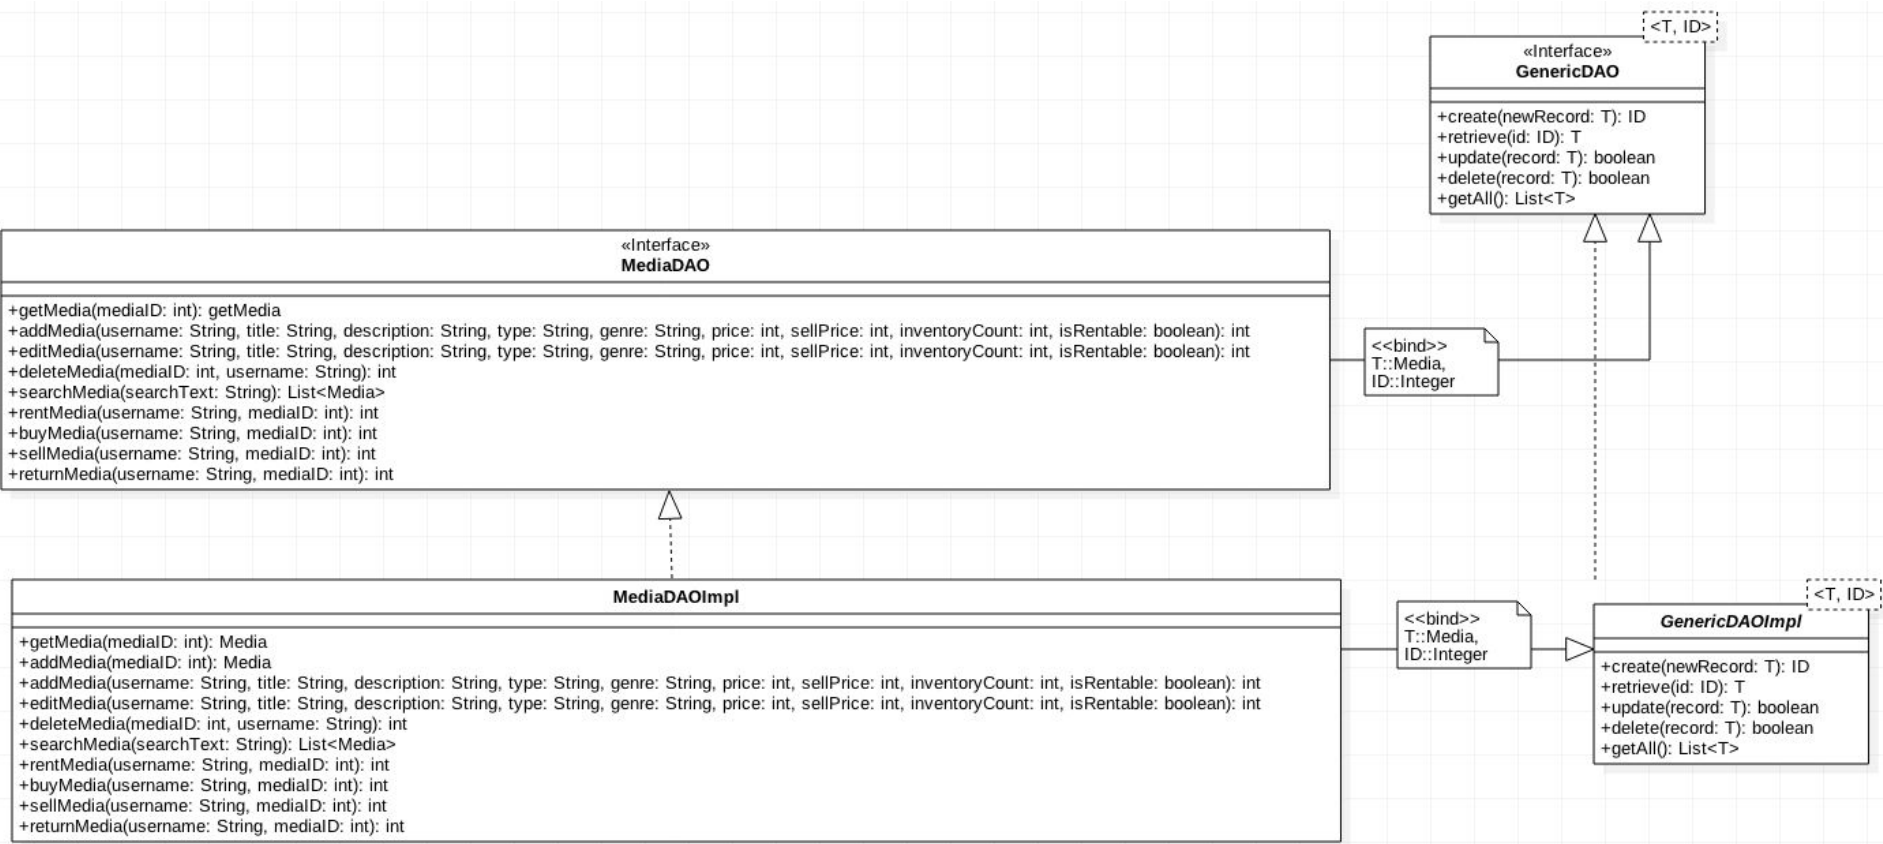 <T, ID>
«Interface»
GenericDAO
+create(newRecord: T): ID
+retrieve(id: ID): T
+update(record: T): boolean
+delete(record: T): boolean
+getAll(): List<T>
«Interface»
MediaDAO
+getMedia(mediaID: int): getMedia
+addMedia(username: String, title: String, description: String, type: String, genre: String, price: int, sellPrice: int, inventoryCount: int, isRentable: boolean): int
+editMedia(username: String, title: String, description: String, type: String, genre: String, price: int, sellPrice: int, inventoryCount: int, isRentable: boolean): int
+deleteMedia(mediaID: int, username: String): int
+searchMedia(searchText: String): List<Media>
+rentMedia(username: String, mediaID: int): int
+buyMedia(username: String, mediaID: int): int
+sellMedia(username: String, mediaID: int): int
+returnMedia(username: String, mediaID: int): int
<<bind>>
T::Media,
ID::Integer
MediaDAOImpl
+getMedia(mediaID: int): Media
+addMedia(mediaID: int): Media
+addMedia(username: String, title: String, description: String, type: String, genre: String, price: int, sellPrice: int, inventoryCount: int, isRentable: boolean): int
+editMedia(username: String, title: String, description: String, type: String, genre: String, price: int, sellPrice: int, inventoryCount: int, isRentable: boolean): int
+deleteMedia(mediaID: int, username: String): int
+searchMedia(searchText: String): List<Media>
+rentMedia(username: String, mediaID: int): int
+buyMedia(username: String, mediaID: int): int
+sellMedia(username: String, mediaID: int): int
+returnMedia(username: String, mediaID: int): int
<<bind>>
T::Media,
ID::Integer
<T, ID>
GenericDAOImpl
+create(newRecord: T): ID
+retrieve(id: ID): T
+update(record: T): boolean
+delete(record: T): boolean
+getAll(): List<T>